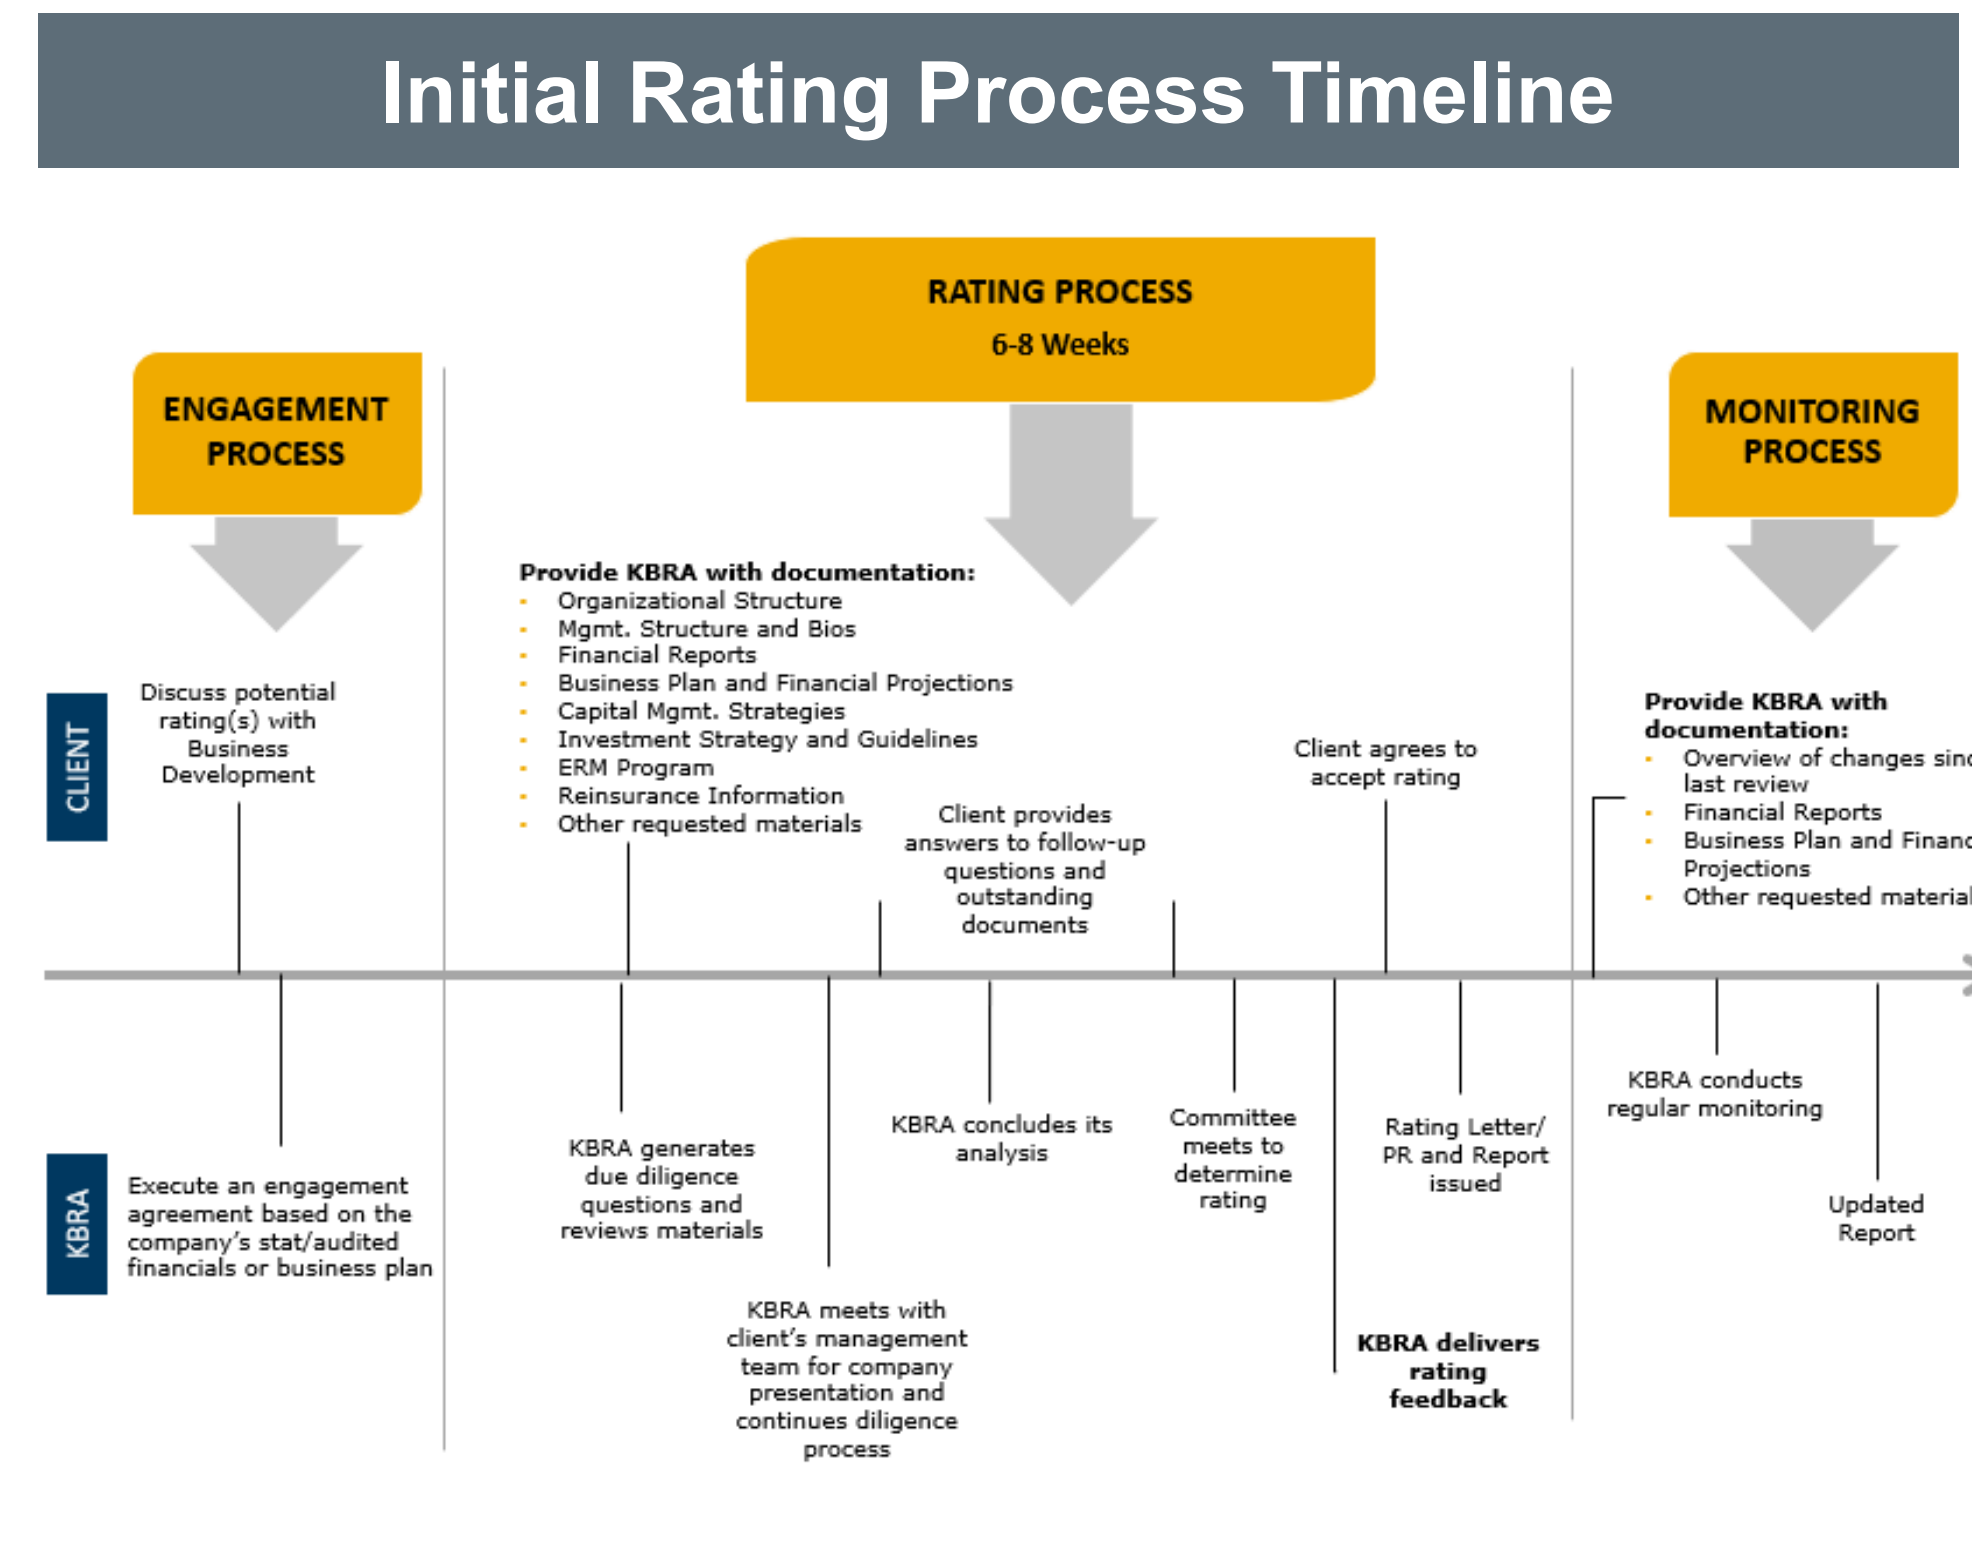 Initial Rating Process Timeline
RATING PROCESS
6-8 Weeks
ENGAGEMENT
PROCESS
MONITORING
PROCESS
CLIENT
Discuss potential
rating(s) with
Business
Development
Provide KBRA with documentation:
- Organizational Structure
- Mgmt. Structure and Bios
- Financial Reports
- Business Plan and Financial Projections
- Capital Mgmt. Strategies
- Investment Strategy and Guidelines
- ERM Program
- Reinsurance Information
- Other requested materials
Client provides
answers to follow-up
questions and
outstanding
documents
Client agrees to
accept rating
Provide KBRA with
documentation:
- Overview of changes
last review
- Financial Reports
- Business Plan and
Projections
- Other requested
KBRA
Execute an engagement
agreement based on the
company's stat/audited
financials or business plan
KBRA generates
due diligence
questions and
reviews materials
KBRA meets with
client's management
team for company
presentation and
continues diligence
process
KBRA concludes its
analysis
Committee
meets to
determine
rating
KBRA delivers
rating
feedback
Rating Letter/
PR and Report
issued
KBRA conducts
regular monitoring
Updated
Report